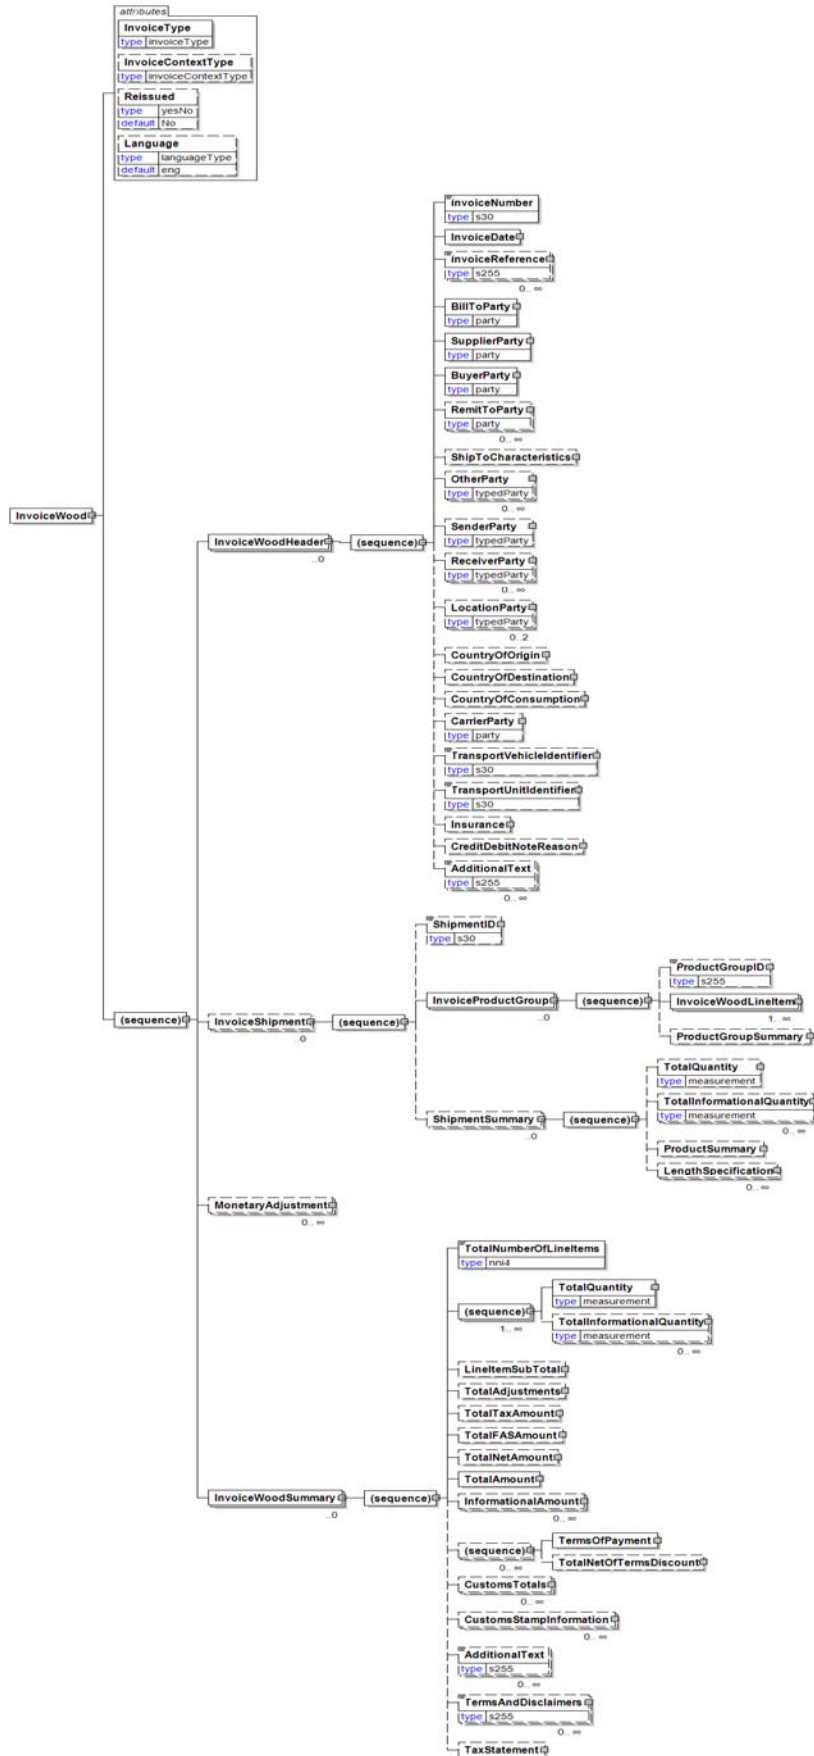 attributes
InvoiceType
type invoiceType
InvoiceContextType
type invoiceContextType
Reissued
type yesNo
default No
Language
type languageType
default eng
InvoiceNumber
type s30
InvoiceDate
InvoiceReference
type s255
0..∞
BillToParty
type party
SupplierParty
type party
BuyerParty
type party
RemitToParty
type party
0..∞
ShipToCharacteristics
OtherParty
type typedParty
0..∞
InvoiceWood
SenderParty
type typedParty
InvoiceWoodHeader
..0
(sequence)
ReceiverParty
type typedParty
0..∞
LocationParty
type typedParty
0..2
CountryOfOrigin
CountryOfDestination
CountryOfConsumption
CarrierParty
type party
TransportVehicleIdentifier
type s30
TransportUnitIdentifier
type s30
Insurance
CreditDebitNoteReason
AdditionalText
type s255
0..∞
ShipmentID
type s30
ProductGroupID
type s255
InvoiceProductGroup
..0
(sequence)
InvoiceWoodLineItem
1..∞
(sequence)
InvoiceShipment
..0
(sequence)
ProductGroupSummary
TotalQuantity
type measurement
TotalInformationalQuantity
type measurement
0..∞
ShipmentSummary
..0
(sequence)
ProductSummary
LengthSpecification
0..∞
MonetaryAdjustment
0..∞
TotalNumberOfLineItems
type nni4
TotalQuantity
type measurement
(sequence)
1..∞
TotalInformationalQuantity
type measurement
0..∞
LineItemSubTotal
TotalAdjustments
TotalTaxAmount
TotalFASAmount
TotalNetAmount
TotalAmount
InvoiceWoodSummary
..0
(sequence)
InformationalAmount
0..∞
TermsOfPayment
(sequence)
0..∞
TotalNetOfTermsDiscount
CustomsTotals
0..∞
CustomsStampInformation
0..∞
AdditionalText
type s255
0..∞
TermsAndDisclaimers
type s255
0..∞
TaxStatement